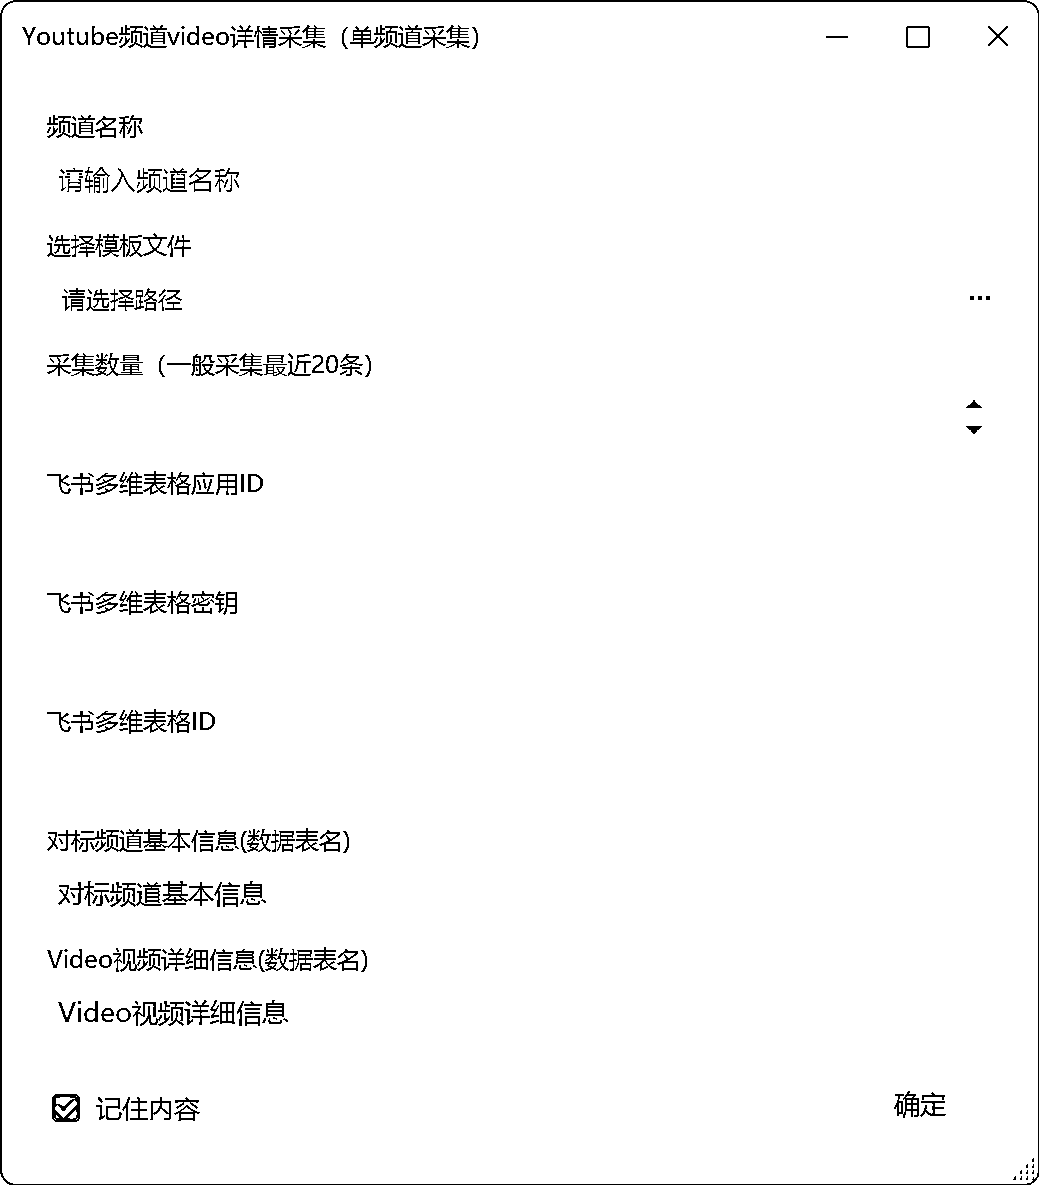 Youtube频道video详情采集（单频道采集）
频道名称
请输入频道名称
选择模板文件
请选择路径
...
采集数量（一般采集最近20条）
飞书多维表格应用ID
飞书多维表格密钥
飞书多维表格ID
对标频道基本信息(数据表名)
对标频道基本信息
Video视频详细信息(数据表名)
Video视频详细信息
记住内容
确定